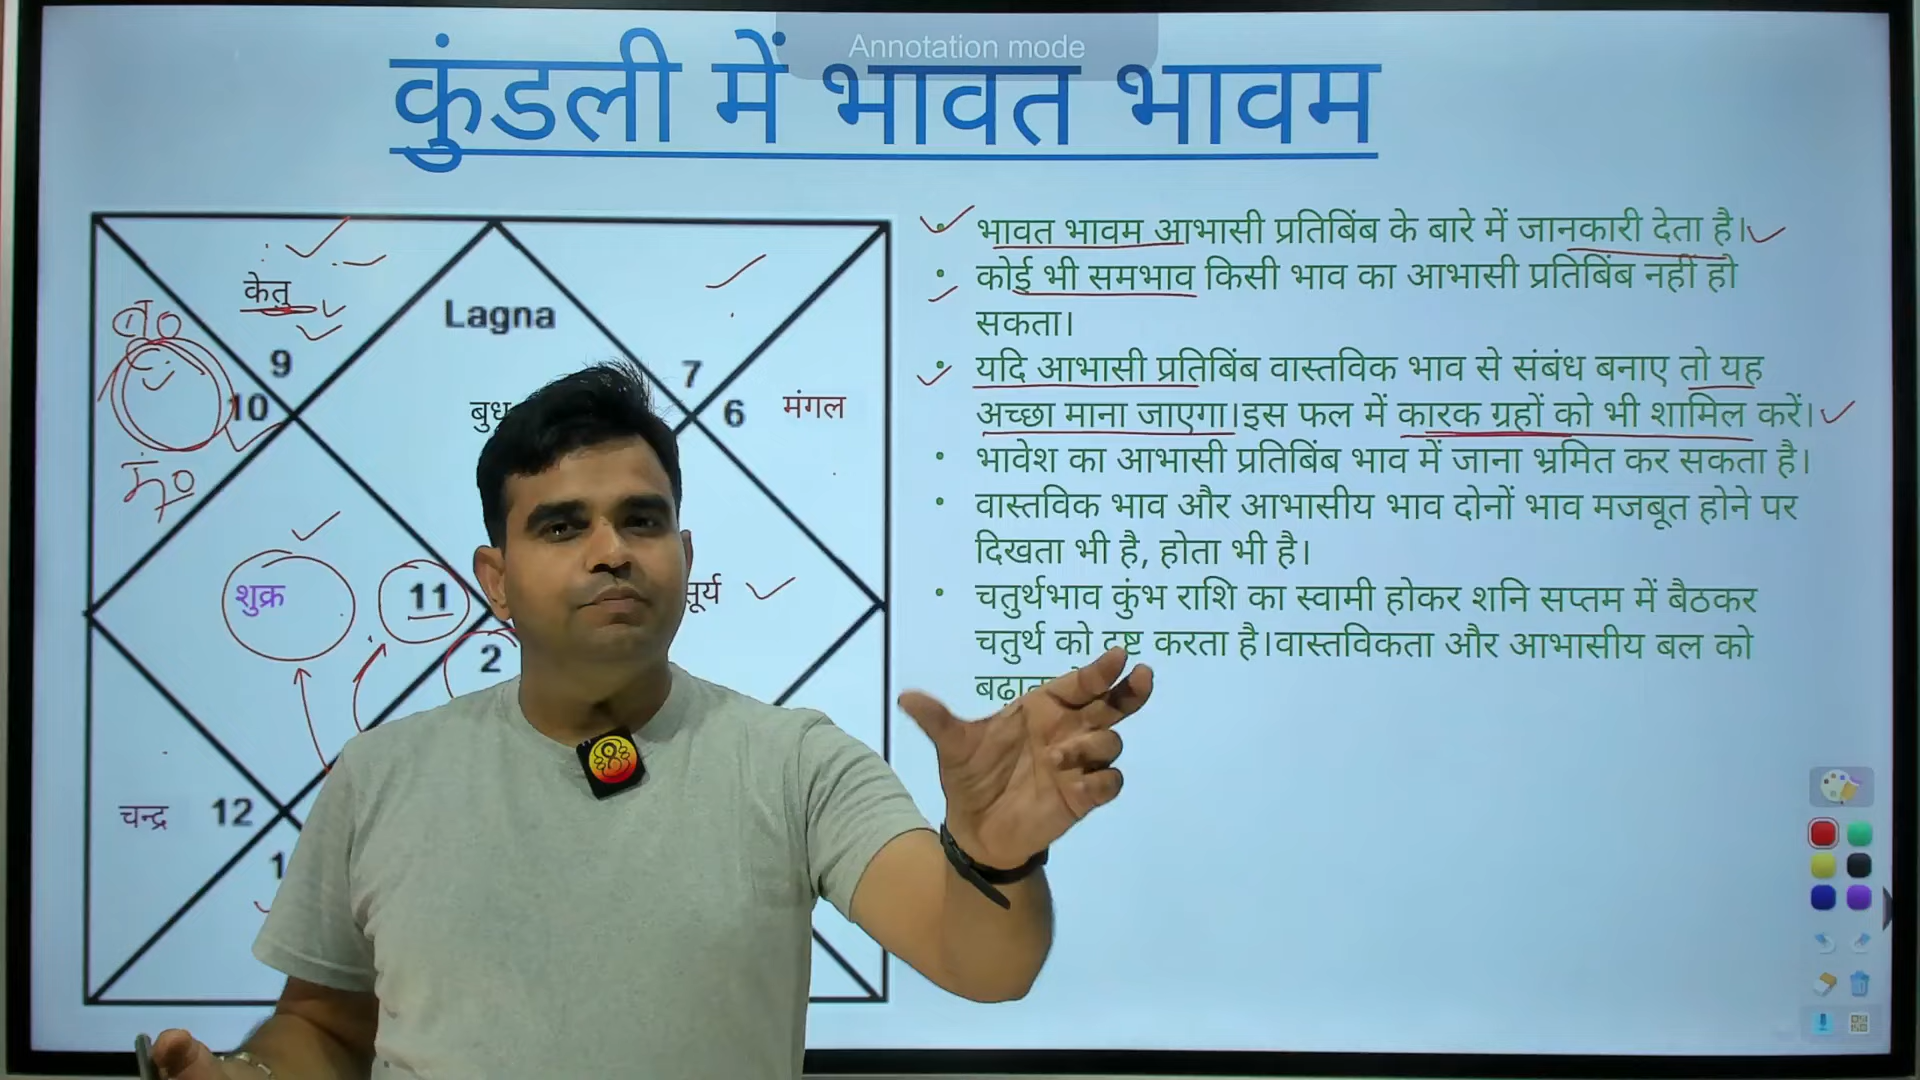 Annotation mode
कुंडली में भावत भावम
केतु
Lagna
9
7
10
बुध
6
मंगल
शुक्र
11
सूर्य
2
चन्द्र
12
1
भावत भावम आभासी प्रतिबिंब के बारे में जानकारी देता है।
कोई भी समभाव किसी भाव का आभासी प्रतिबिंब नहीं हो
सकता।
यदि आभासी प्रतिबिंब वास्तविक भाव से संबंध बनाए तो यह
अच्छा माना जाएगा।इस फल में कारक ग्रहों को भी शामिल करें।
भावेश का आभासी प्रतिबिंब भाव में जाना भ्रमित कर सकता है।
वास्तविक भाव और आभासीय भाव दोनों भाव मजबूत होने पर
दिखता भी है, होता भी है।
चतुर्थभाव कुंभ राशि का स्वामी होकर शनि सप्तम में बैठकर
चतुर्थ को दृष्ट करता है।वास्तविकता और आभासीय बल को